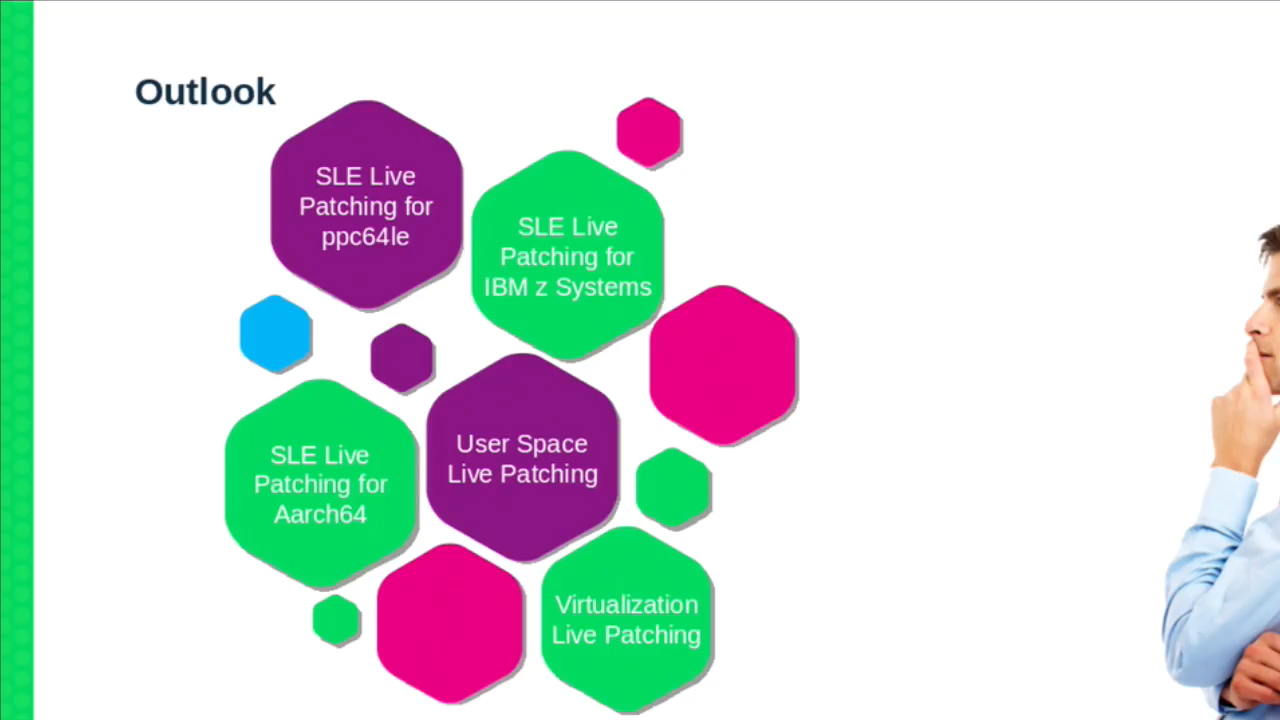 Outlook
SLE Live
Patching for
ppc64le
SLE Live
Patching for
IBM z Systems
SLE Live
Patching for
Aarch64
User Space
Live Patching
Virtualization
Live Patching